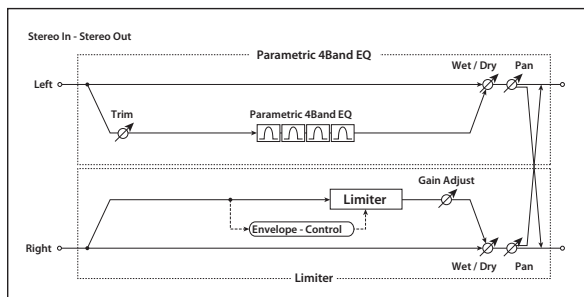 Stereo In - Stereo Out
Parametric 4Band EQ
Wet / Dry
Pan
Left
Trim
Parametric 4Band EQ
Gain Adjust
Limiter
Envelope - Control
Right
Wet / Dry
Pan
Limiter